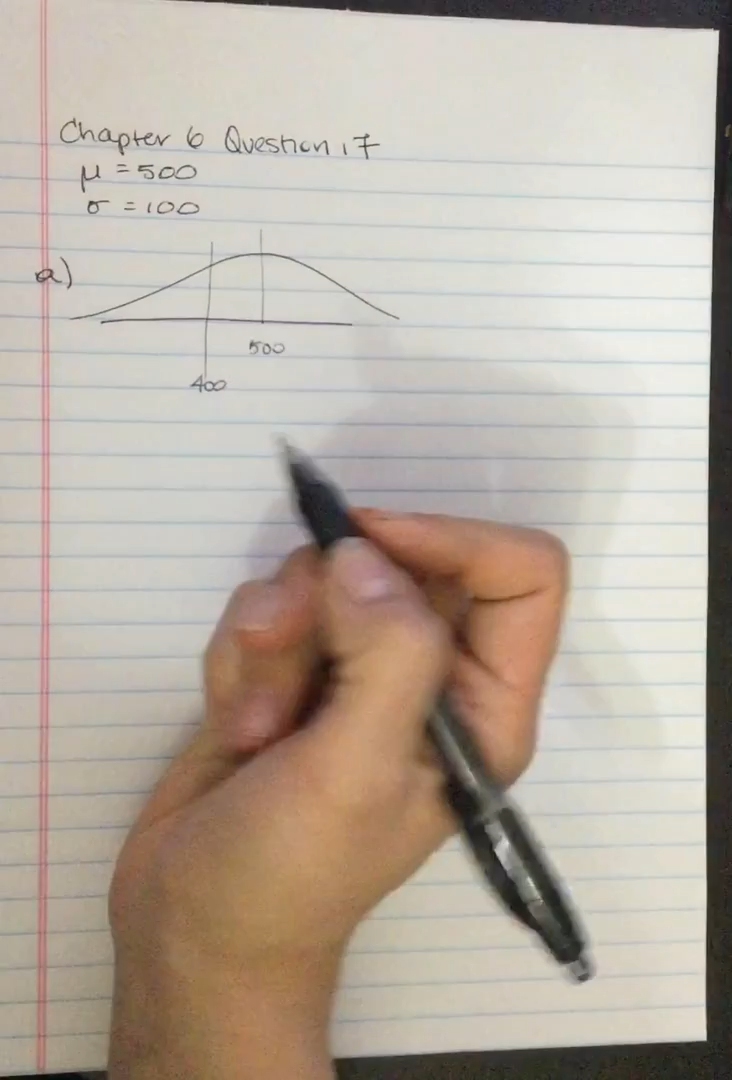 Chapter 6 Question 17
μ = 500
σ = 100
a)
500
400